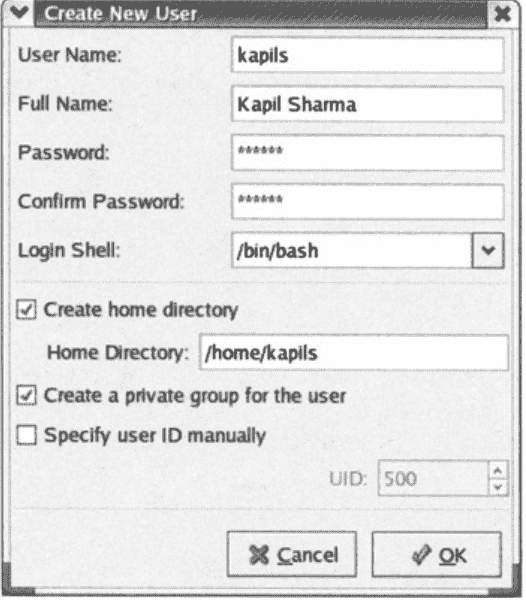 Create New User
User Name: kapils
Full Name: Kapil Sharma
Password: ******
Confirm Password: ******
Login Shell: /bin/bash
Create home directory
Home Directory: /home/kapils
Create a private group for the user
Specify user ID manually
UID: 500
Cancel OK